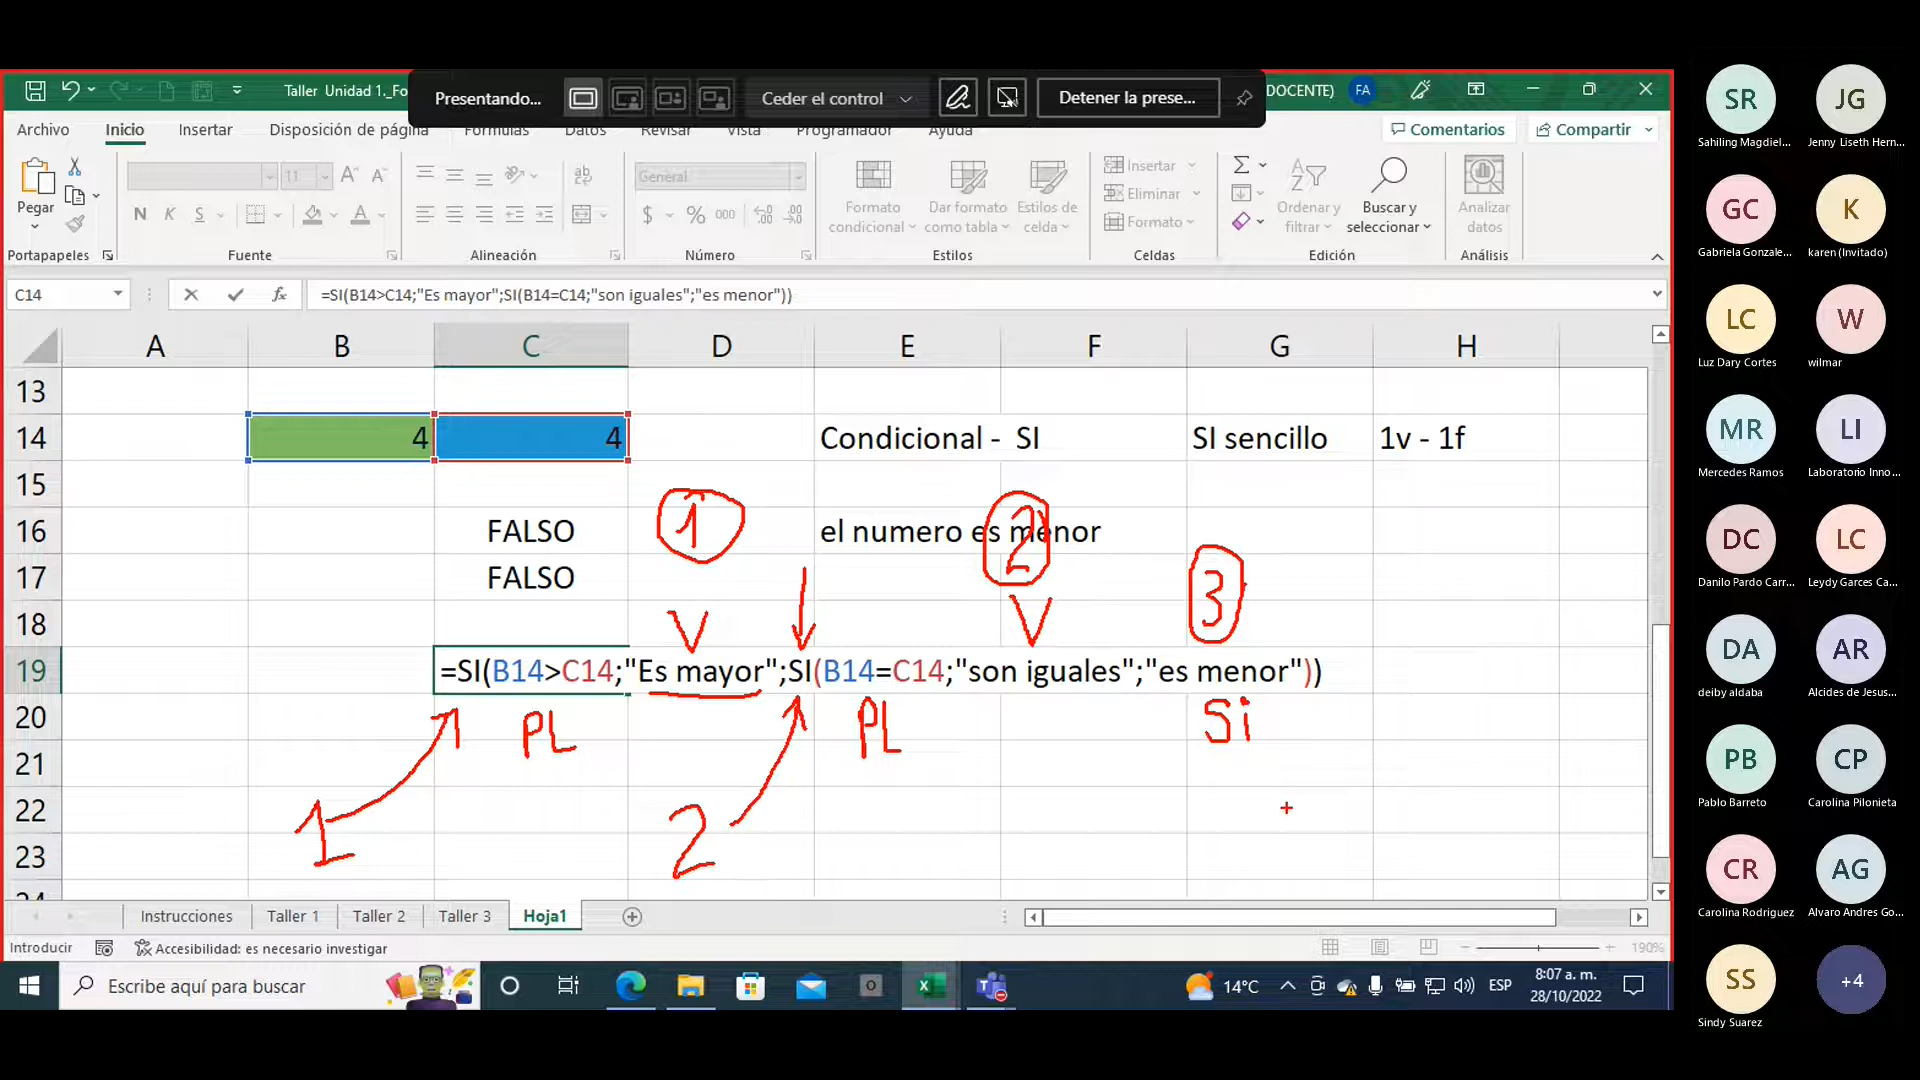 Taller Unidad 1._Fo
Presentando...
Ceder el control
Detener la prese...
DOCENTE)
FA
Archivo
Inicio
Insertar
Disposición de página
Fórmulas
Datos
Revisar
Vista
Programador
Ayuda
Comentarios
Compartir
Pegar
Portapapeles
11
N K S
Fuente
Alineación
General
$ % 000
Número
Formato condicional
Dar formato como tabla
Estilos de celda
Estilos
Insertar
Eliminar
Formato
Celdas
Ordenar y filtrar
Buscar y seleccionar
Edición
Analizar datos
Análisis
C14
fx
=SI(B14>C14;"Es mayor";SI(B14=C14;"son iguales";"es menor"))
A B C D E F G H
13
14 4 4 Condicional - SI SI sencillo 1v - 1f
15
16 FALSO 1 el numero es menor 2
17 FALSO 3
18 V V
19 =SI(B14>C14;"Es mayor";SI(B14=C14;"son iguales";"es menor"))
20 PL PL Si
21
22 1 2
23
24
Instrucciones
Taller 1
Taller 2
Taller 3
Hoja1
Introducir
Accesibilidad: es necesario investigar
190%
Escribe aquí para buscar
14°C
ESP
8:07 a. m.
28/10/2022
SR JG
Sahiling Magdiel... Jenny Liseth Hern...
GC K
Gabriela Gonzale... karen (Invitado)
LC W
Luz Dary Cortes wilmar
MR LI
Mercedes Ramos Laboratorio Inno...
DC LC
Danilo Pardo Carr... Leydy Garces Ca...
DA AR
deiby aldaba Alcides de Jesus...
PB CP
Pablo Barreto Carolina Pilonieta
CR AG
Carolina Rodriguez Alvaro Andres Go...
SS +4
Sindy Suarez